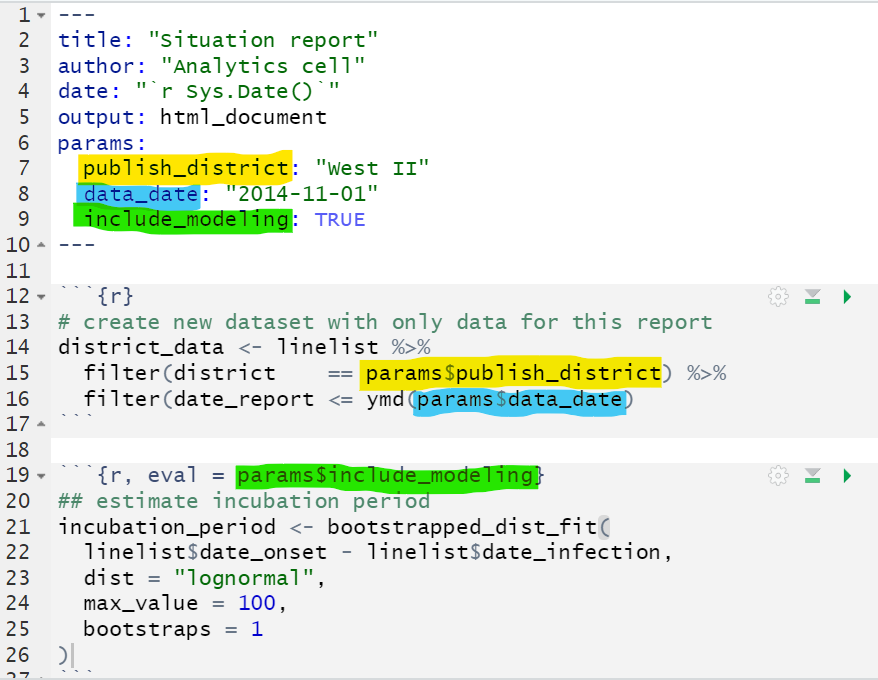 1 ---
2 title: "Situation report"
3 author: "Analytics cell"
4 date: "`r Sys.Date()`"
5 output: html_document
6 params:
7   publish_district: "West II"
8   data_date: "2014-11-01"
9   include_modeling: TRUE
10 ---
11
12 ```{r}
13 # create new dataset with only data for this report
14 district_data <- linelist %>%
15   filter(district    == params$publish_district) %>%
16   filter(date_report <= ymd(params$data_date)
17 ```
18
19 ```{r, eval = params$include_modeling}
20 ## estimate incubation period
21 incubation_period <- bootstrapped_dist_fit(
22   linelist$date_onset - linelist$date_infection,
23   dist = "lognormal",
24   max_value = 100,
25   bootstraps = 1
26 )
27 ```